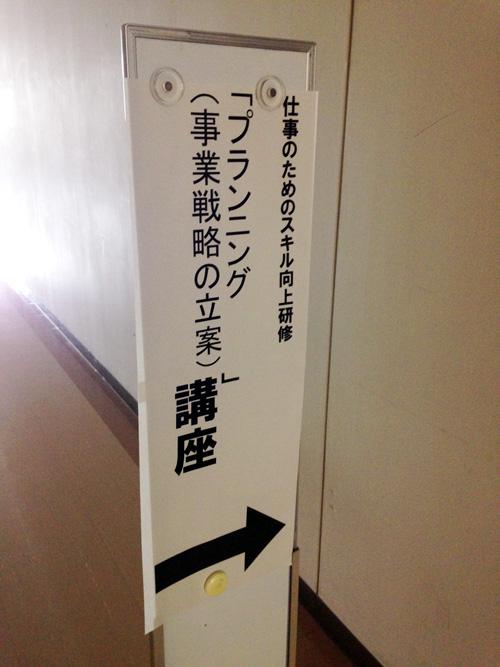 仕事のためのスキル向上研修
「プランニング
（事業戦略の立案）」
講座